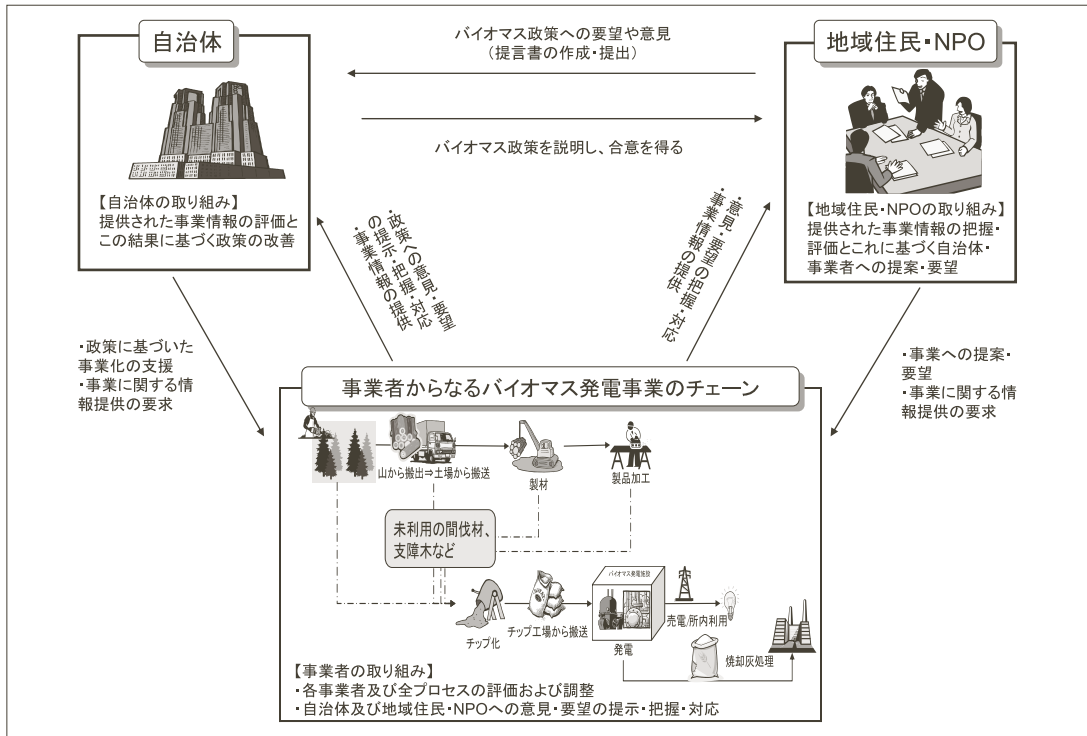 自治体
バイオマス政策への要望や意見
（提言書の作成・提出）
地域住民・NPO
バイオマス政策を説明し、合意を得る
【自治体の取り組み】
提供された事業情報の評価と
この結果に基づく政策の改善
【地域住民・NPOの取り組み】
提供された事業情報の把握・
評価とこれに基づく自治体・
事業者への提案・要望
・政策への意見・要望
の提示・把握・対応
・事業情報の提供
・意見・要望の把握・対応
・事業情報の提供
・政策に基づいた
事業化の支援
・事業に関する情
報提供の要求
・事業への提案・
要望
・事業に関する情
報提供の要求
事業者からなるバイオマス発電事業のチェーン
山から搬出⇒土場から搬送
製材
製品加工
未利用の間伐材、
支障木など
バイオマス発電施設
チップ化
チップ工場から搬送
発電
売電/所内利用
焼却灰処理
【事業者の取り組み】
・各事業者及び全プロセスの評価および調整
・自治体及び地域住民・NPOへの意見・要望の提示・把握・対応